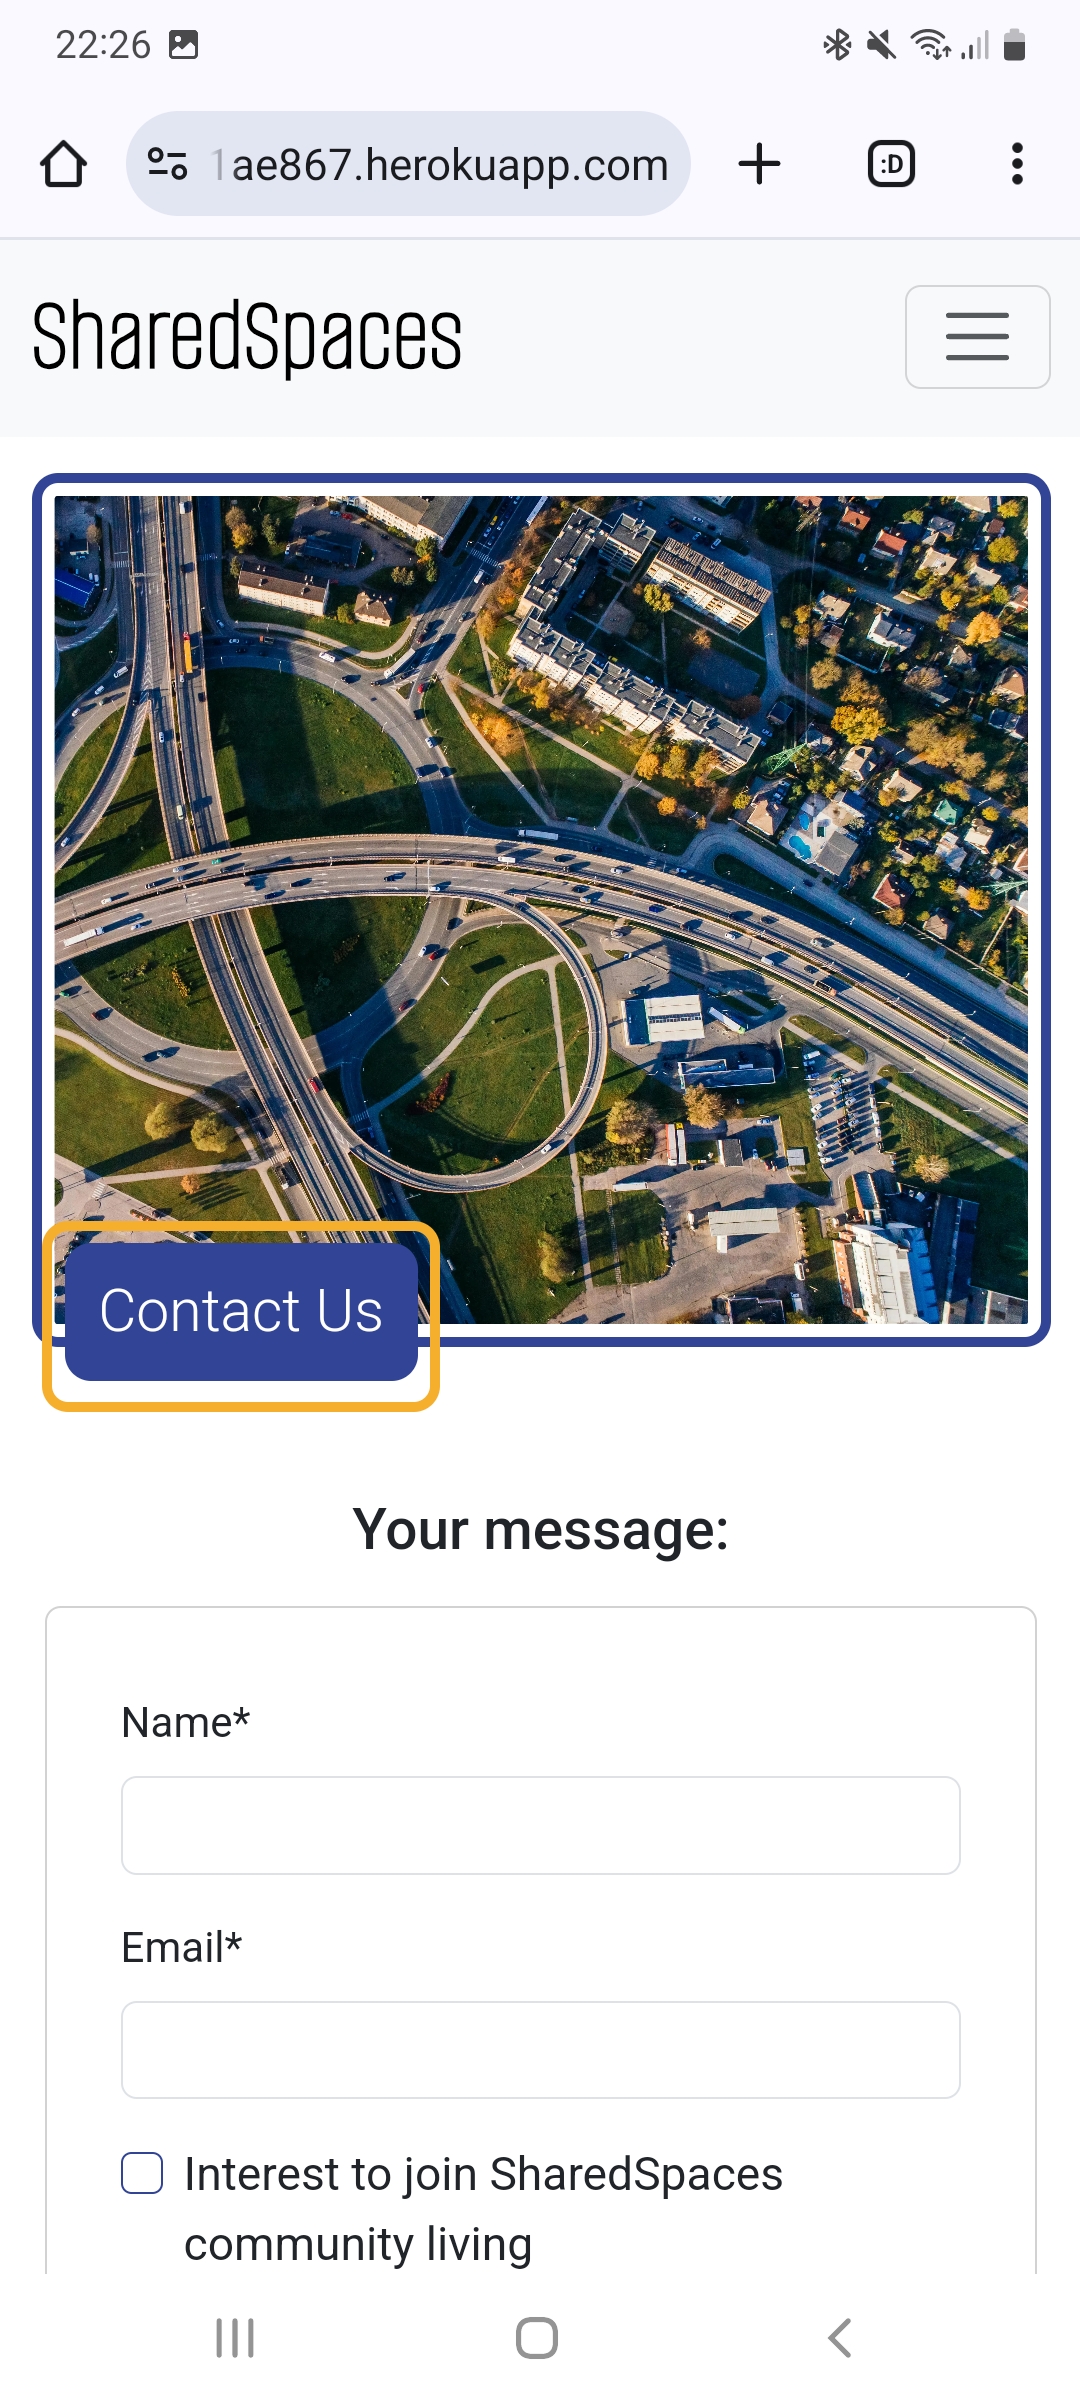 22:26
1ae867.herokuapp.com
:D
SharedSpaces
Contact Us
Your message:
Name*
Email*
Interest to join SharedSpaces
community living